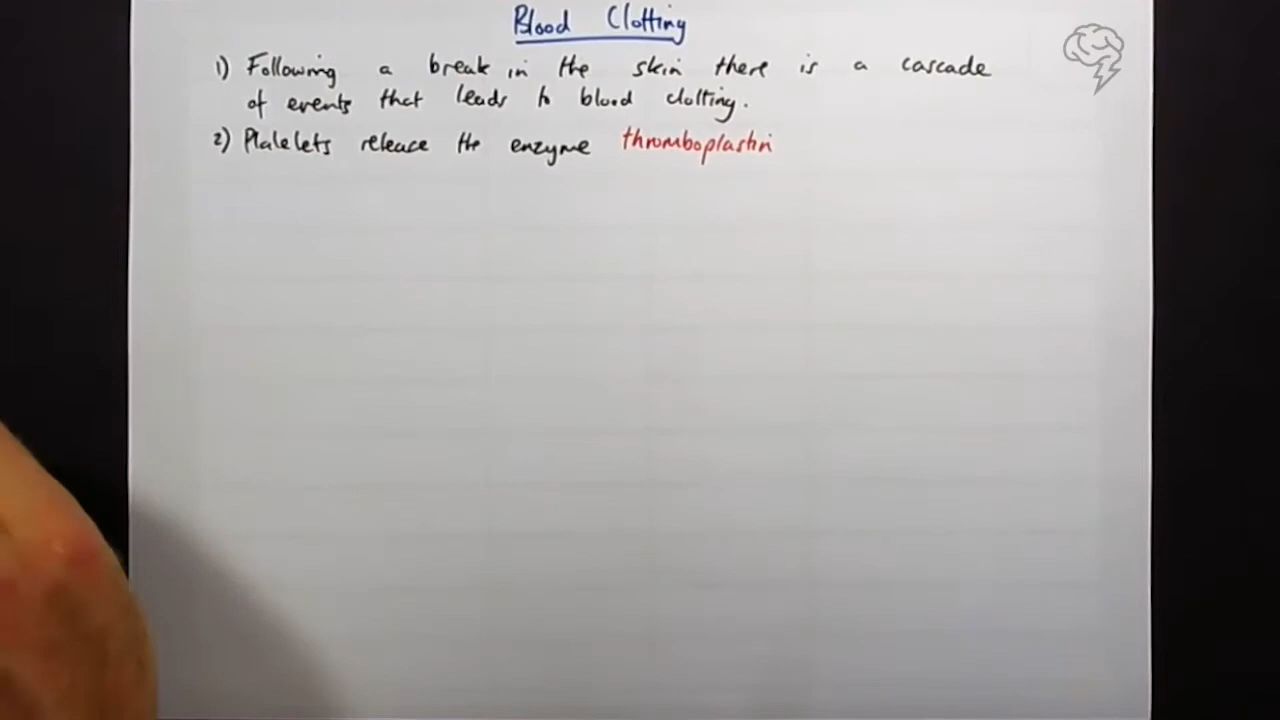 Blood Clotting
1) Following a break in the skin there is a cascade
of events that leads to blood clotting.
2) Platelets release the enzyme thromboplastin